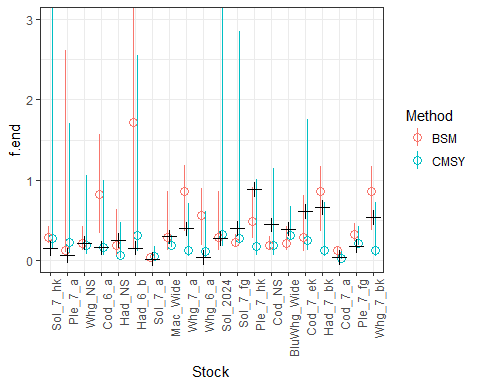 3
2
1
0
f.end
Sol_7_hk
Ple_7_a
Whg_NS
Cod_6_a
Had_NS
Had_6_b
Sol_7_a
Mac_Wide
Whg_7_a
Whg_6_a
Sol_2024
Sol_7_fg
Ple_7_hk
Cod_NS
BluWhg_Wide
Cod_7_ek
Had_7_bk
Cod_7_a
Ple_7_fg
Whg_7_bk
Stock
Method
BSM
CMSY